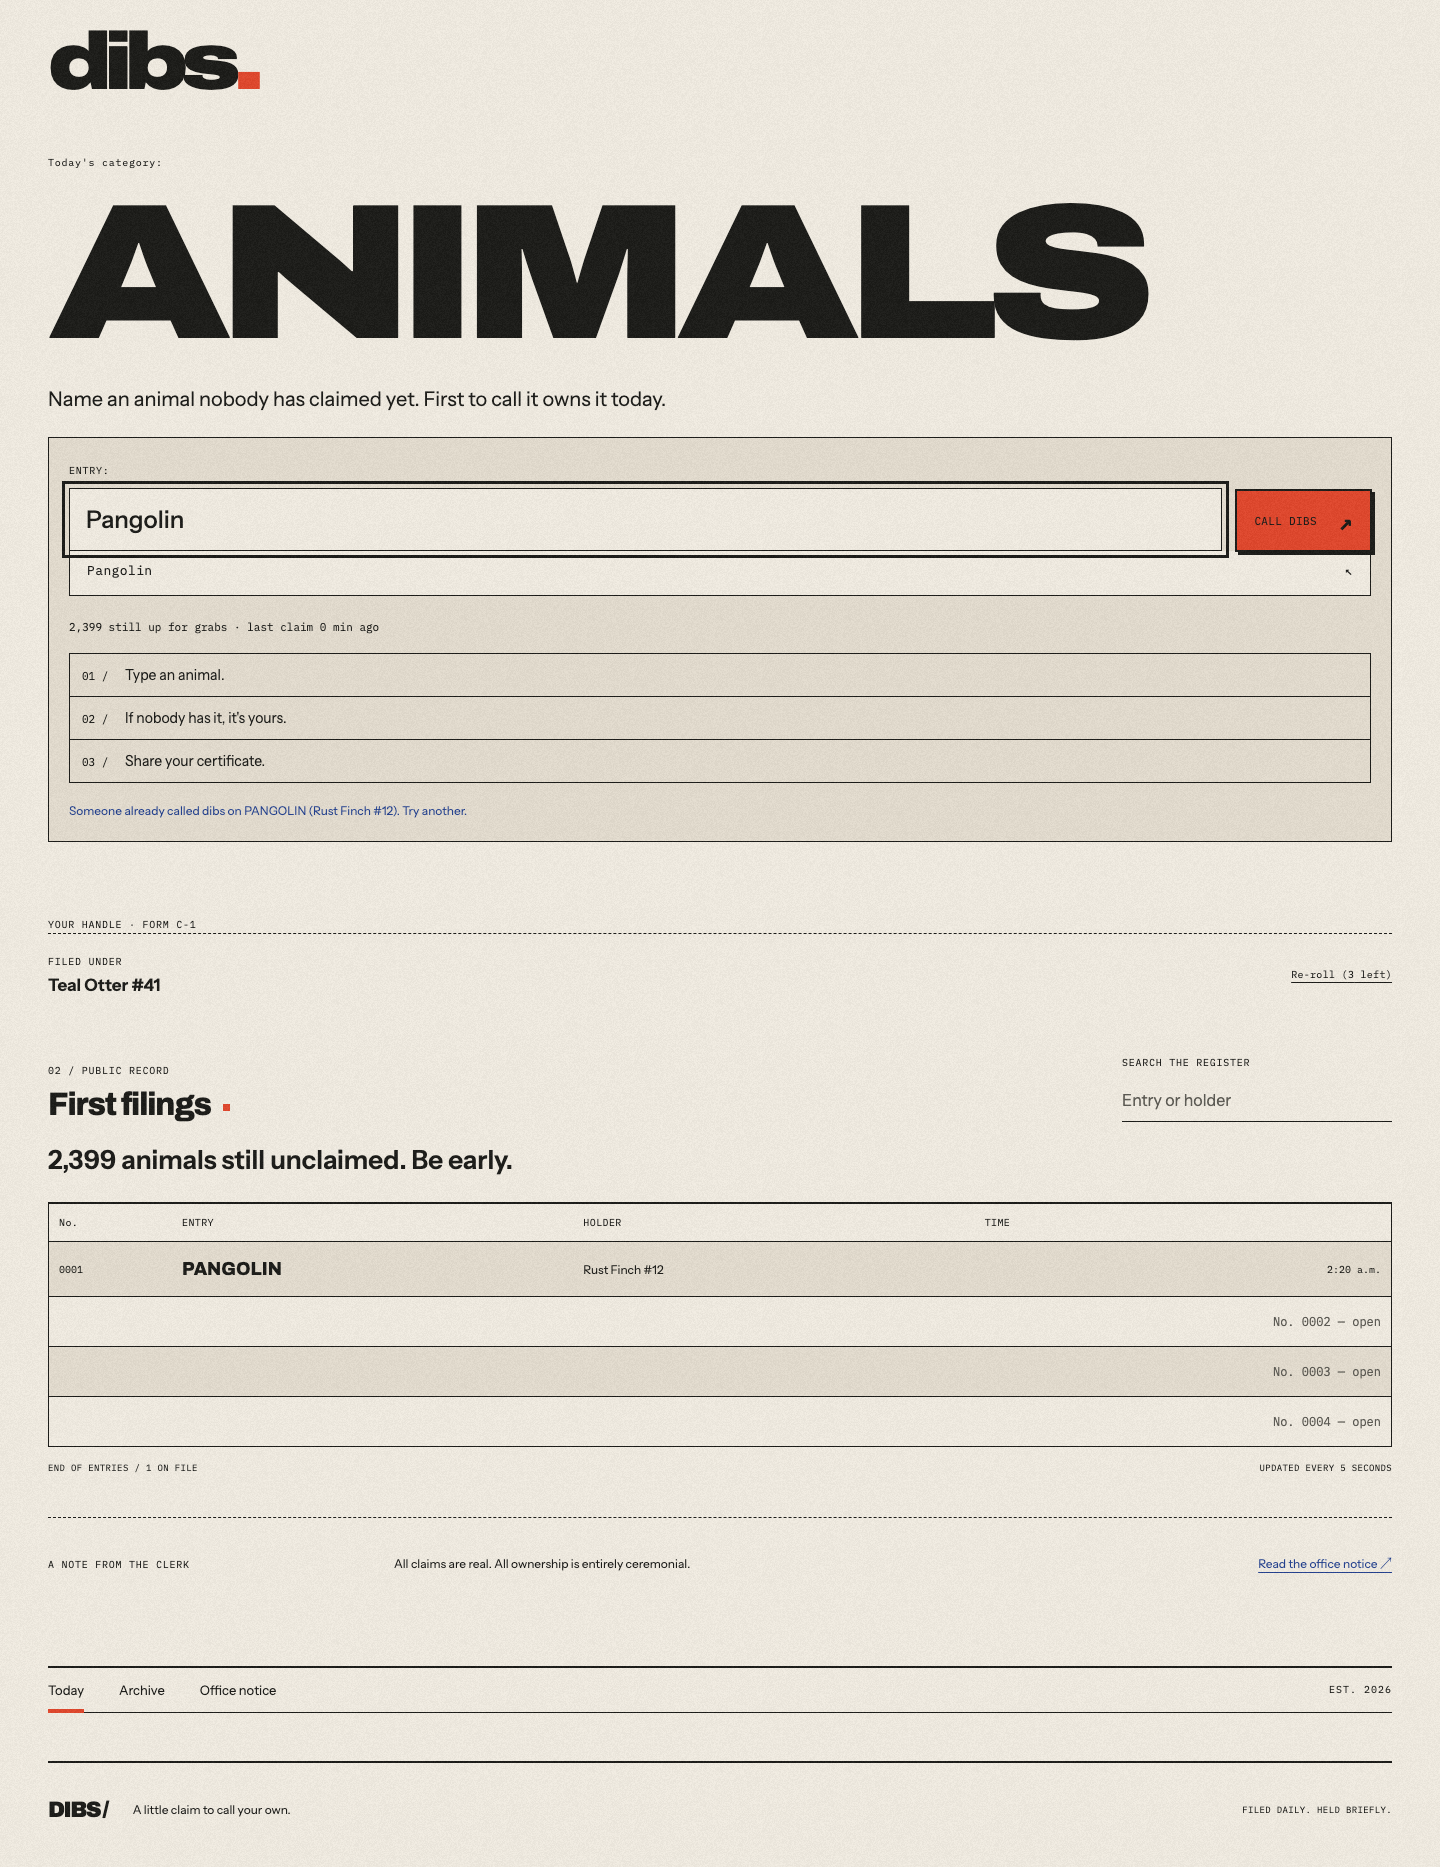 dibs.
Today's category:
ANIMALS
Name an animal nobody has claimed yet. First to call it owns it today.
ENTRY:
Pangolin
CALL DIBS ↗
Pangolin ↖
2,399 still up for grabs · last claim 0 min ago
01 / Type an animal.
02 / If nobody has it, it's yours.
03 / Share your certificate.
Someone already called dibs on PANGOLIN (Rust Finch #12). Try another.
YOUR HANDLE · FORM C-1
FILED UNDER
Teal Otter #41
Re-roll (3 left)
02 / PUBLIC RECORD
First filings
SEARCH THE REGISTER
Entry or holder
2,399 animals still unclaimed. Be early.
No. ENTRY HOLDER TIME
0001 PANGOLIN Rust Finch #12 2:20 a.m.
No. 0002 — open
No. 0003 — open
No. 0004 — open
END OF ENTRIES / 1 ON FILE UPDATED EVERY 5 SECONDS
A NOTE FROM THE CLERK All claims are real. All ownership is entirely ceremonial. Read the office notice ↗
Today Archive Office notice EST. 2026
DIBS/ A little claim to call your own. FILED DAILY. HELD BRIEFLY.